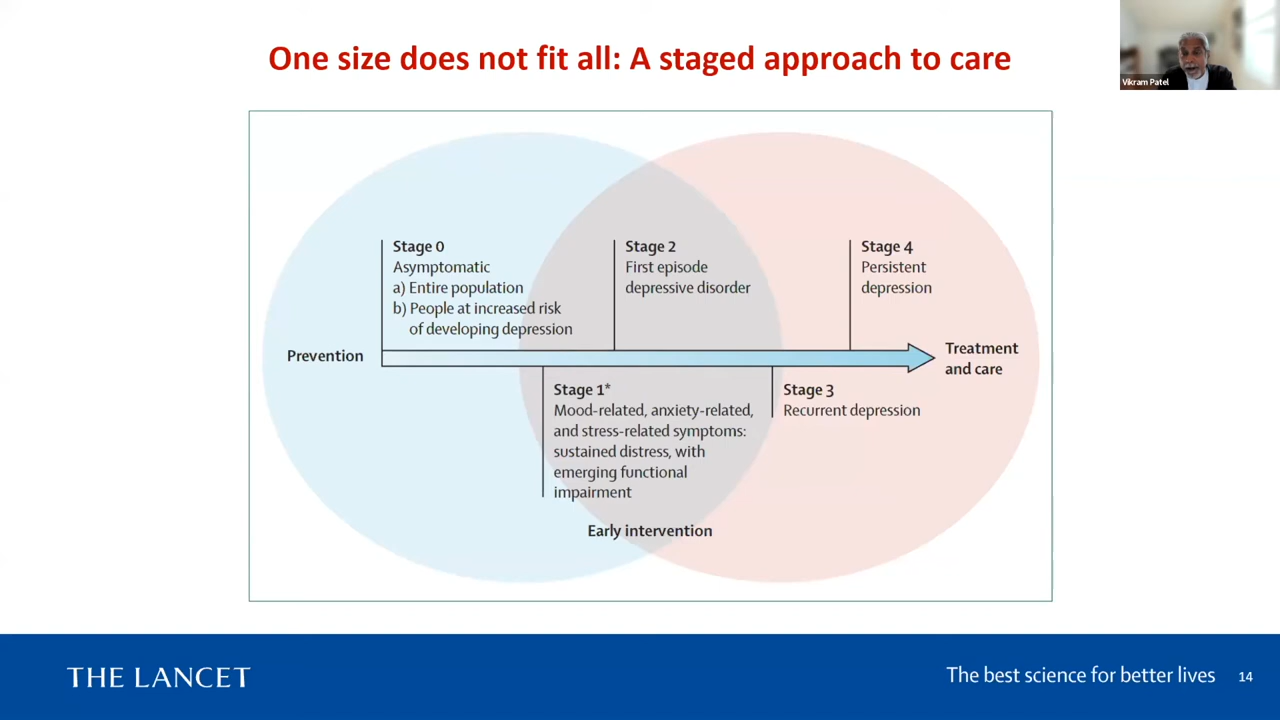 One size does not fit all: A staged approach to care
Vikram Patel
Stage 0
Asymptomatic
a) Entire population
b) People at increased risk
of developing depression
Stage 2
First episode
depressive disorder
Stage 4
Persistent
depression
Prevention
Treatment
and care
Stage 1*
Mood-related, anxiety-related,
and stress-related symptoms:
sustained distress, with
emerging functional
impairment
Stage 3
Recurrent depression
Early intervention
THE LANCET
The best science for better lives
14